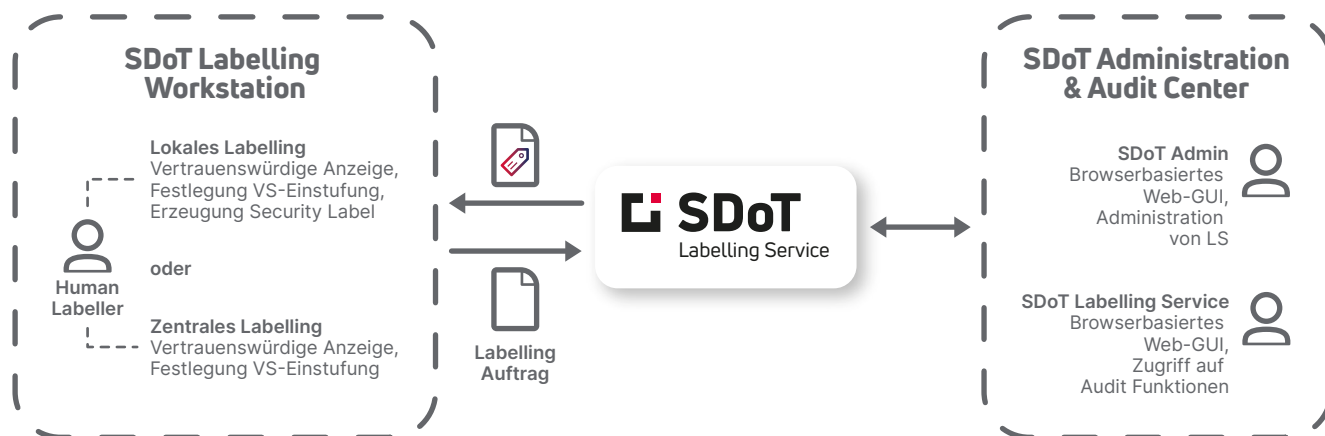 SDoT Labelling
Workstation
Lokales Labelling
Vertrauenswürdige Anzeige,
Festlegung VS-Einstufung,
Erzeugung Security Label
oder
Human
Labeller
Zentrales Labelling
Vertrauenswürdige Anzeige,
Festlegung VS-Einstufung
Labelling
Auftrag
SDoT
Labelling Service
SDoT Administration
& Audit Center
SDoT Admin
Browserbasiertes
Web-GUI,
Administration
von LS
SDoT Labelling Service
Browserbasiertes
Web-GUI,
Zugriff auf
Audit Funktionen